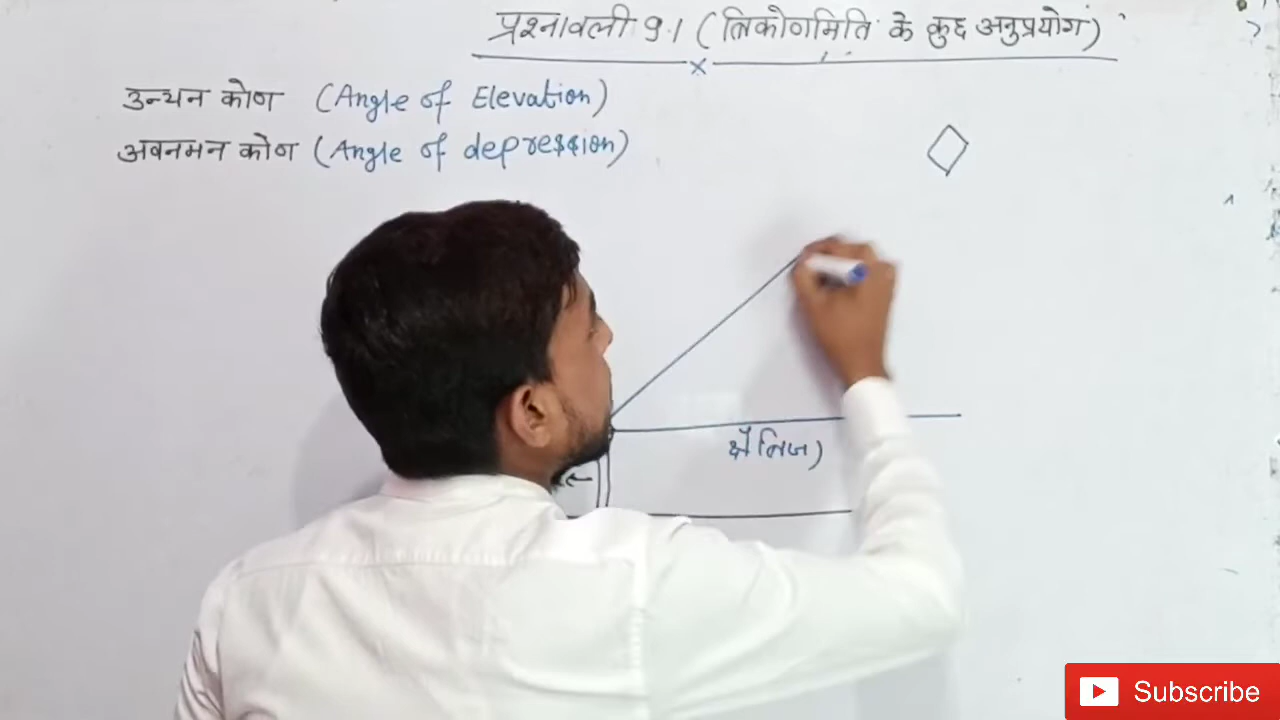 प्रश्नावली 9.1 (त्रिकोणमिति के कुछ अनुप्रयोग)
उन्नयन कोण (Angle of Elevation)
अवनमन कोण (Angle of depression)
क्षैतिज)
Subscribe